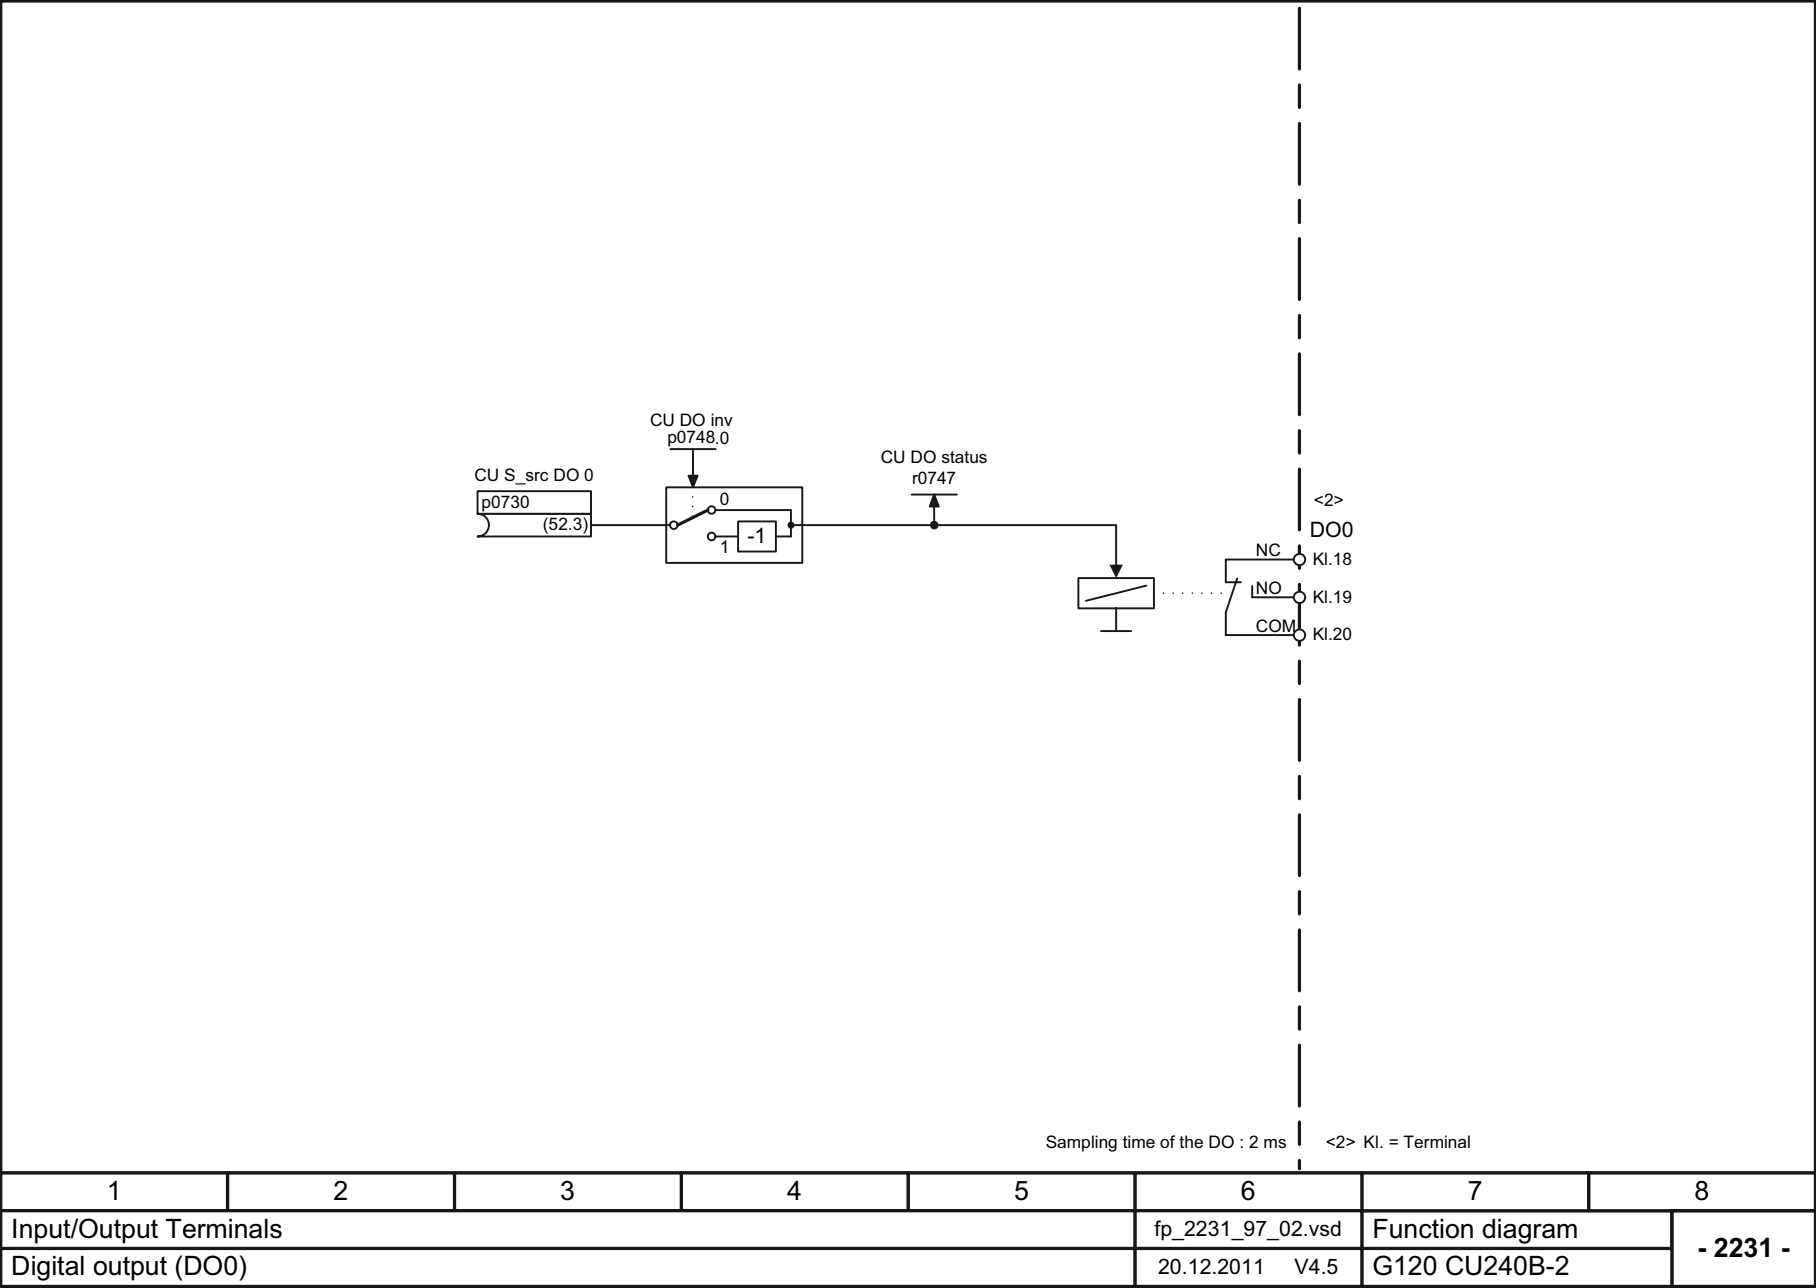 CU DO inv
p0748.0
CU DO status
r0747
CU S_src DO 0
p0730
(52.3)
0
1
-1
<2>
DO0
NC
Kl.18
NO
Kl.19
COM
Kl.20
Sampling time of the DO : 2 ms
<2> Kl. = Terminal
1 2 3 4 5 6 7 8
Input/Output Terminals
fp_2231_97_02.vsd
Function diagram
- 2231 -
Digital output (DO0)
20.12.2011 V4.5
G120 CU240B-2